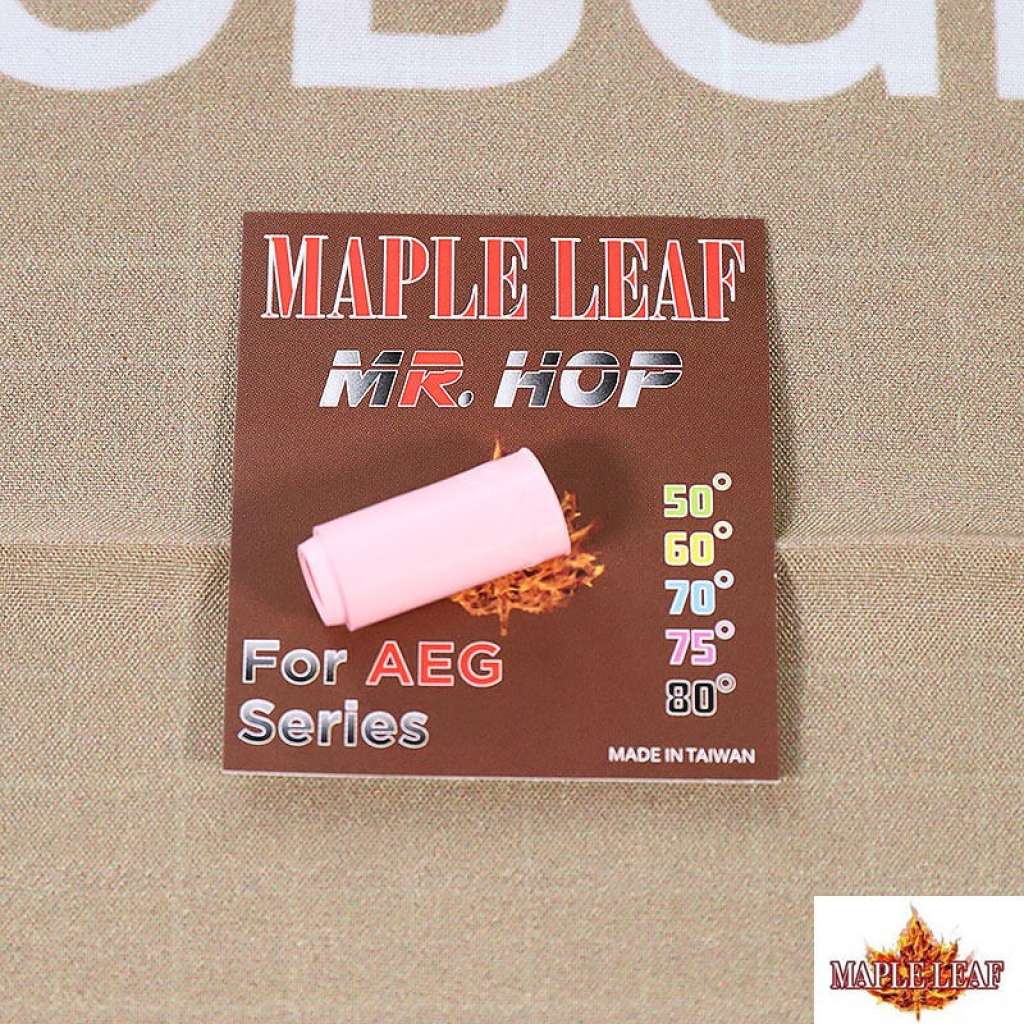 MAPLE LEAF
MR. HOP
50°
60°
70°
75°
80°
For AEG
Series
MADE IN TAIWAN
MAPLE LEAF